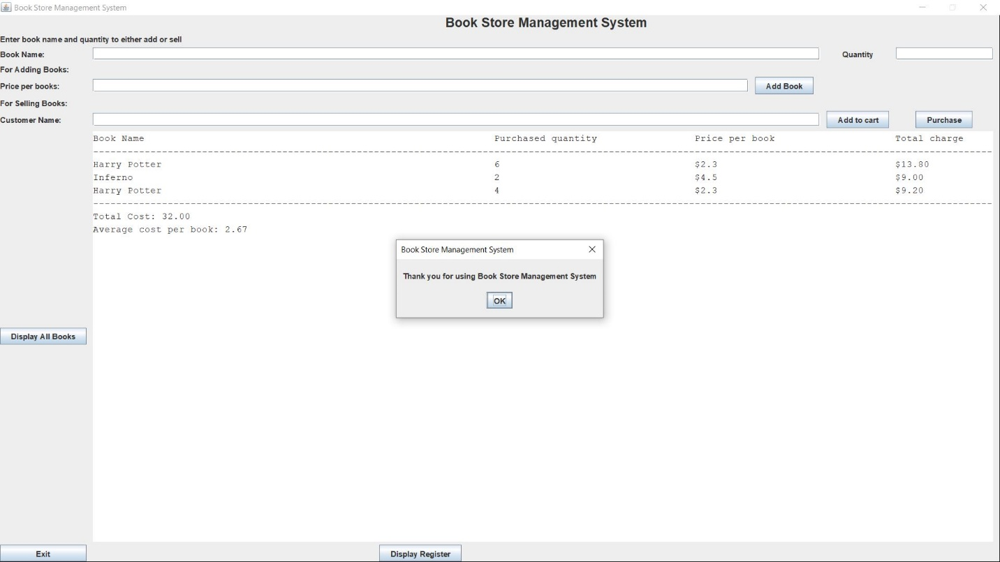 Book Store Management System
Book Store Management System
Enter book name and quantity to either add or sell
Book Name: Quantity
For Adding Books:
Price per books: Add Book
For Selling Books:
Customer Name: Add to cart Purchase
Book Name Purchased quantity Price per book Total charge
Harry Potter 6 $2.3 $13.80
Inferno 2 $4.5 $9.00
Harry Potter 4 $2.3 $9.20
Total Cost: 32.00
Average cost per book: 2.67
Book Store Management System
Thank you for using Book Store Management System
OK
Display All Books
Exit Display Register